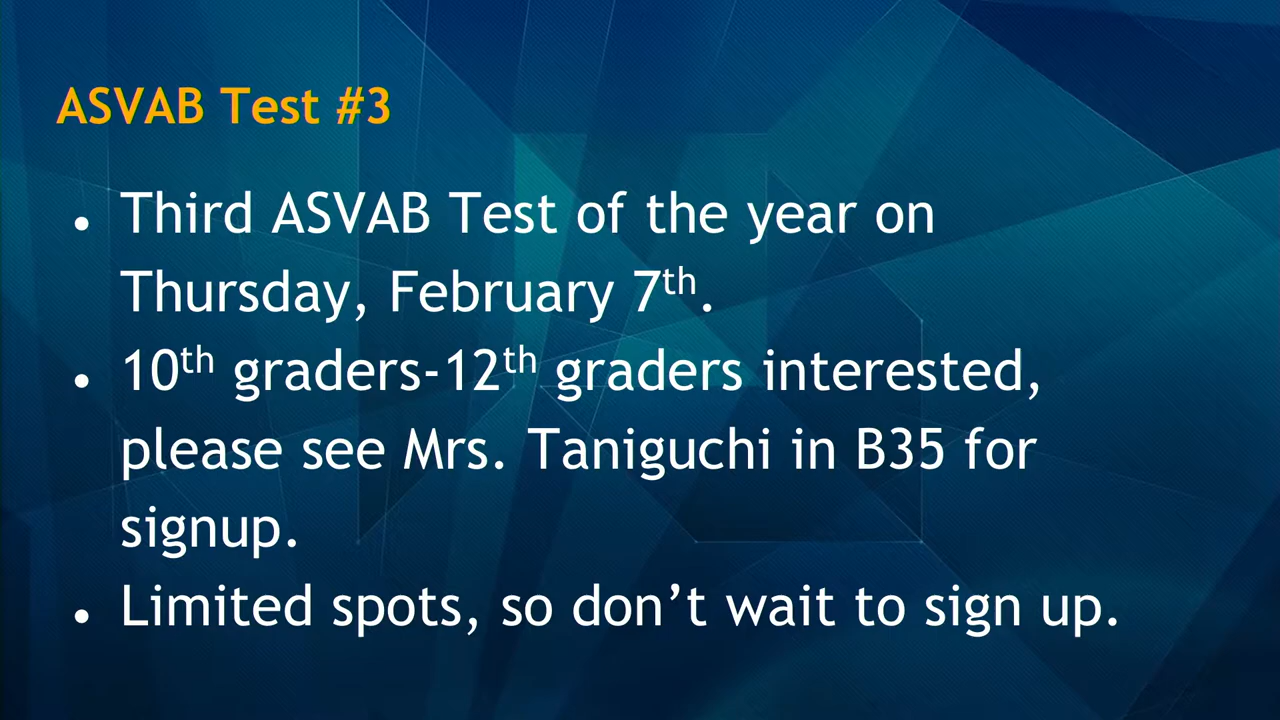 ASVAB Test #3
• Third ASVAB Test of the year on
Thursday, February 7th.
• 10th graders-12th graders interested,
please see Mrs. Taniguchi in B35 for
signup.
• Limited spots, so don’t wait to sign up.